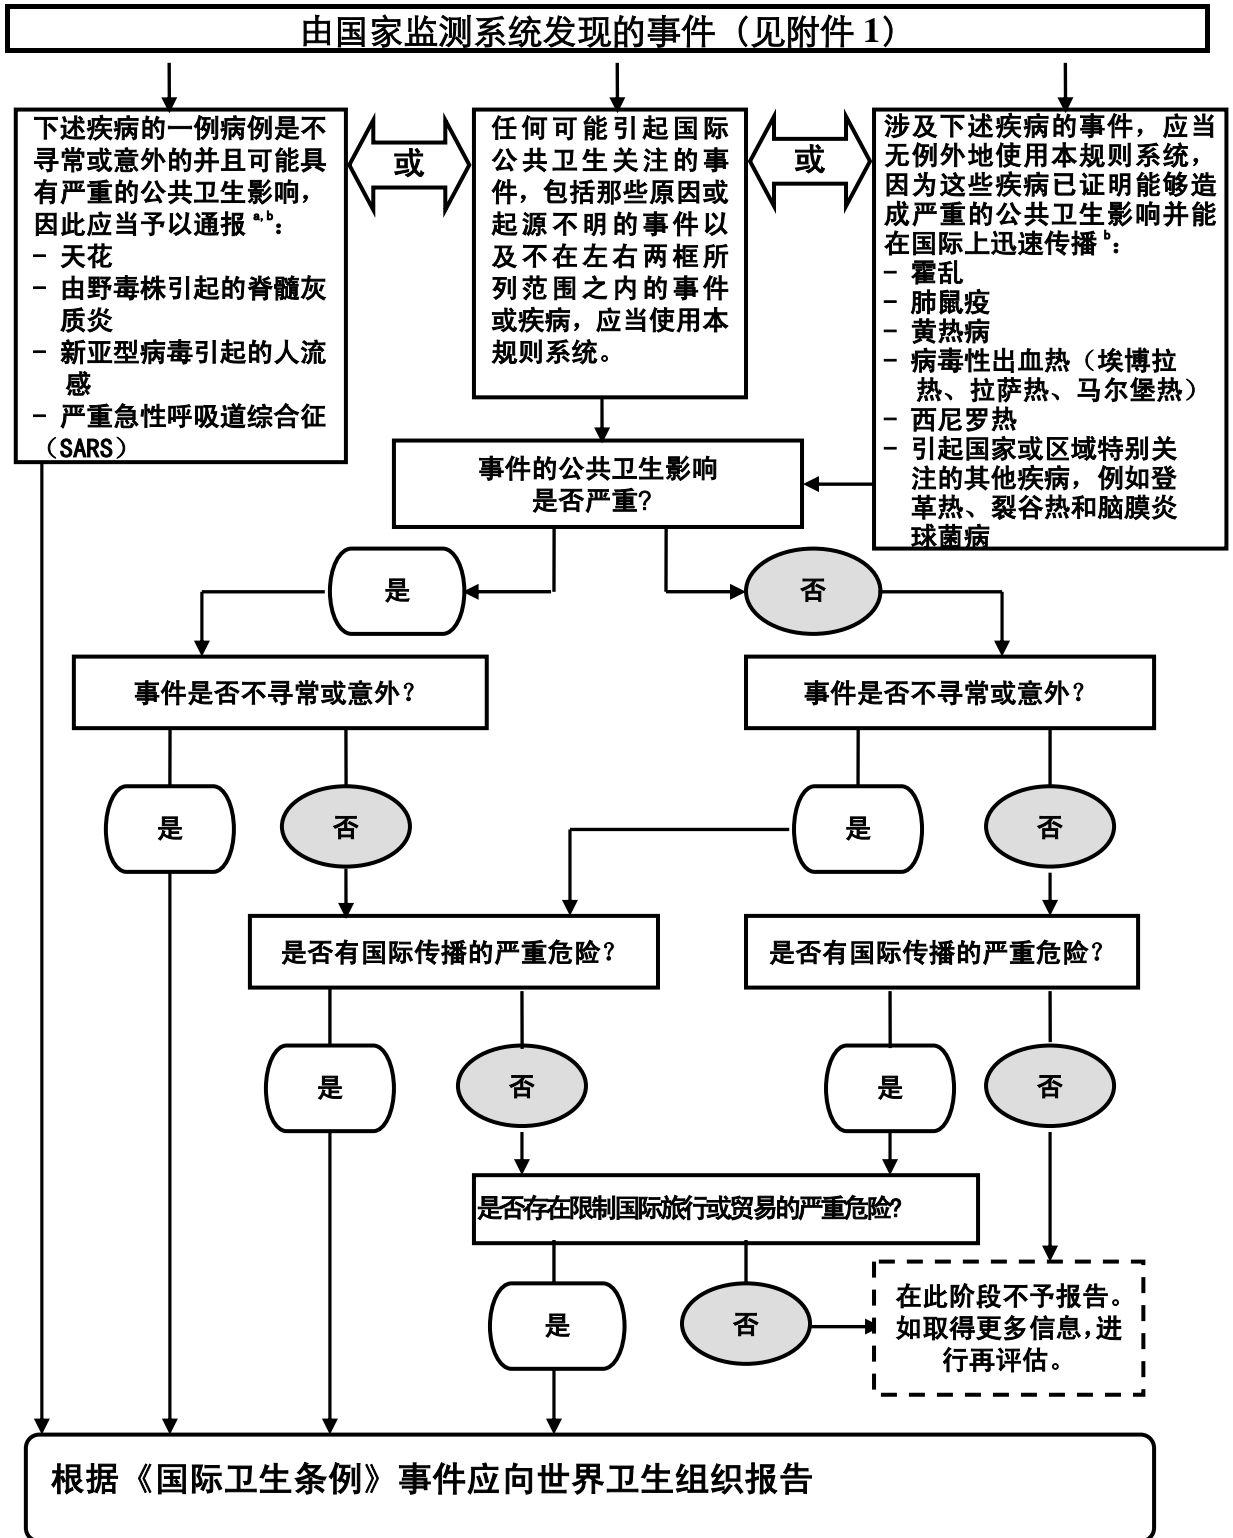 由国家监测系统发现的事件（见附件 1）
下述疾病的一例病例是不
寻常或意外的并且可能具
有严重的公共卫生影响，
因此应当予以通报 a, b：
- 天花
- 由野毒株引起的脊髓灰
质炎
- 新亚型病毒引起的人流
感
- 严重急性呼吸道综合征
（SARS）
或
任何可能引起国际
公共卫生关注的事
件，包括那些原因或
起源不明的事件以
及不在左右两框所
列范围之内的事件
或疾病，应当使用本
规则系统。
或
涉及下述疾病的事件，应当
无例外地使用本规则系统，
因为这些疾病已证明能够造
成严重的公共卫生影响并能
在国际上迅速传播 b：
- 霍乱
- 肺鼠疫
- 黄热病
- 病毒性出血热（埃博拉
热、拉萨热、马尔堡热）
- 西尼罗热
- 引起国家或区域特别关
注的其他疾病，例如登
革热、裂谷热和脑膜炎
球菌病
事件的公共卫生影响
是否严重？
是
否
事件是否不寻常或意外？
事件是否不寻常或意外？
是
否
是
否
是否有国际传播的严重危险？
是否有国际传播的严重危险？
是
否
是
否
是否存在限制国际旅行或贸易的严重危险？
是
否
在此阶段不予报告。
如取得更多信息，进
行再评估。
根据《国际卫生条例》事件应向世界卫生组织报告